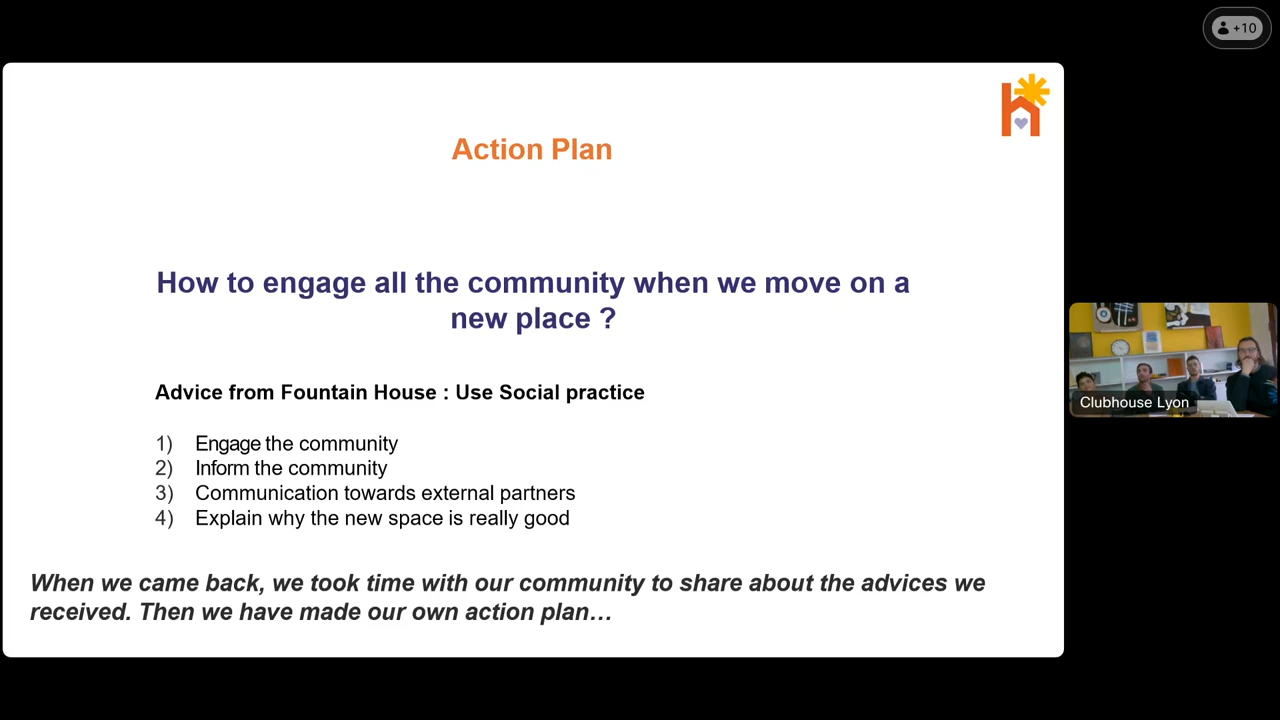 +10
Action Plan
How to engage all the community when we move on a
new place ?
Advice from Fountain House : Use Social practice
1) Engage the community
2) Inform the community
3) Communication towards external partners
4) Explain why the new space is really good
When we came back, we took time with our community to share about the advices we
received. Then we have made our own action plan…
Clubhouse Lyon